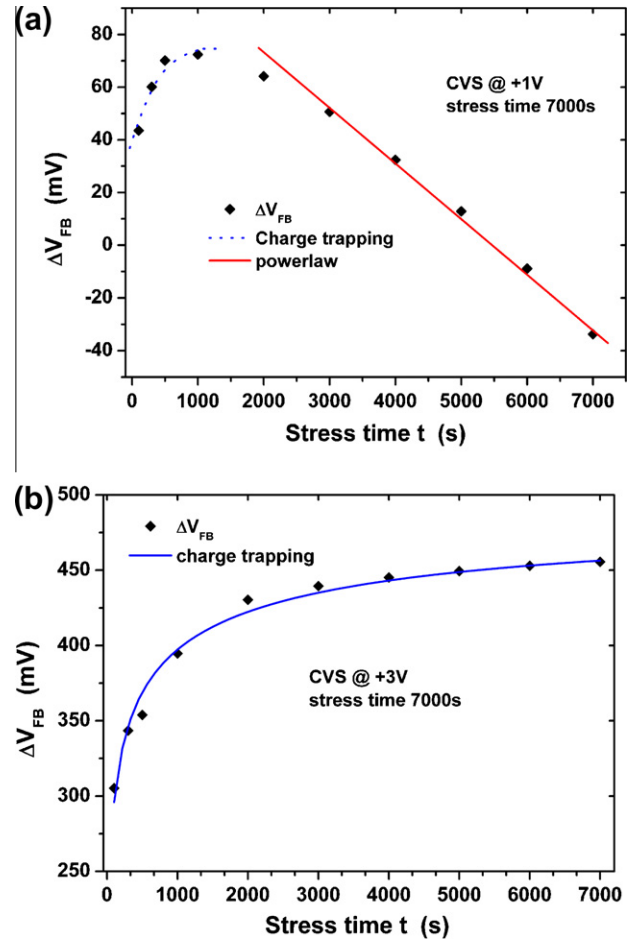 (a)
80
60
40
20
0
-20
-40
ΔV_FB (mV)
CVS @ +1V
stress time 7000s
ΔV_FB
Charge trapping
powerlaw
0 1000 2000 3000 4000 5000 6000 7000
Stress time t (s)
(b)
500
450
400
350
300
250
ΔV_FB (mV)
ΔV_FB
charge trapping
CVS @ +3V
stress time 7000s
0 1000 2000 3000 4000 5000 6000 7000
Stress time t (s)